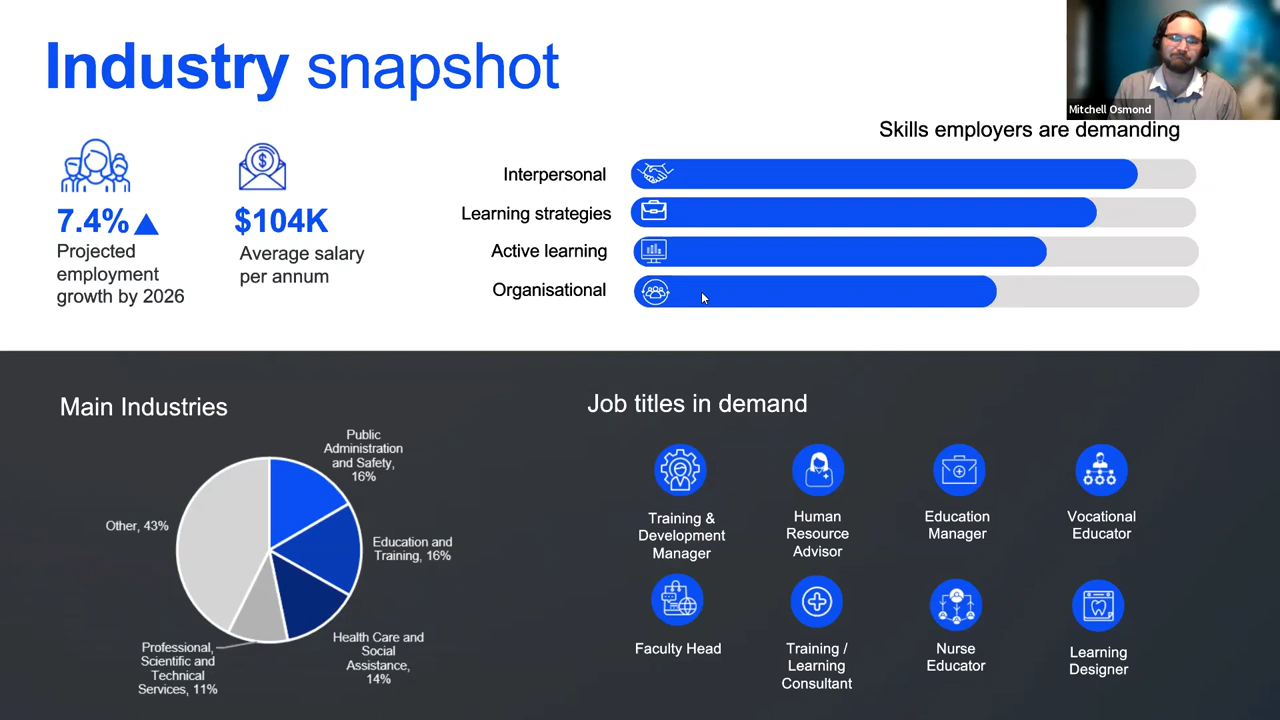 Industry snapshot
Mitchell Osmond
7.4%
Projected
employment
growth by 2026
$104K
Average salary
per annum
Skills employers are demanding
Interpersonal
Learning strategies
Active learning
Organisational
Main Industries
Public
Administration
and Safety,
16%
Education and
Training, 16%
Health Care and
Social
Assistance,
14%
Professional,
Scientific and
Technical
Services, 11%
Other, 43%
Job titles in demand
Training &
Development
Manager
Human
Resource
Advisor
Education
Manager
Vocational
Educator
Faculty Head
Training /
Learning
Consultant
Nurse
Educator
Learning
Designer